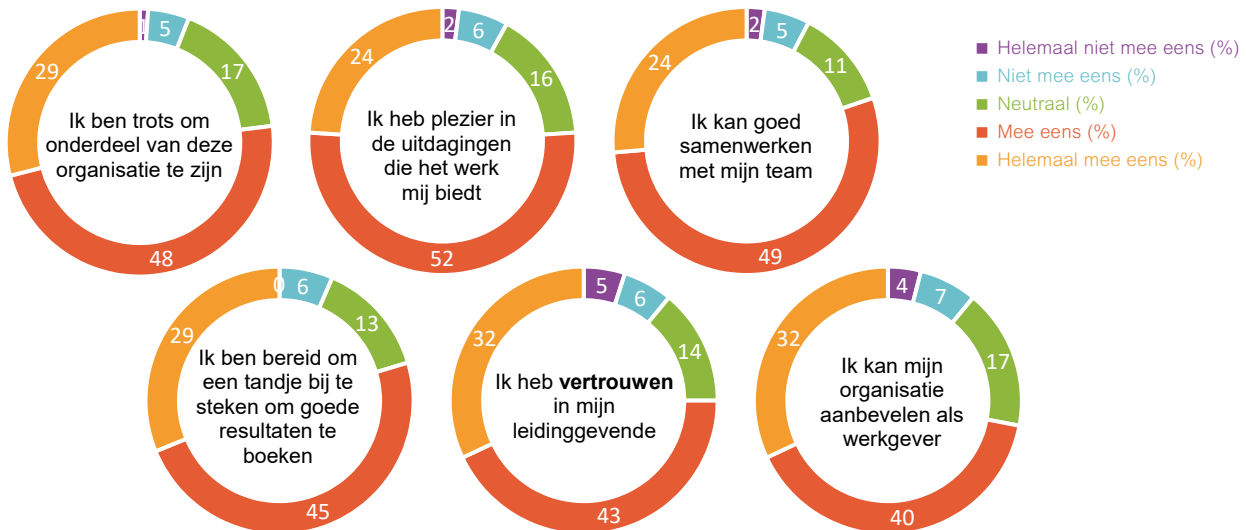 5
17
48
29
Ik ben trots om
onderdeel van deze
organisatie te zijn
2
6
16
52
24
Ik heb plezier in
de uitdagingen
die het werk
mij biedt
2
5
11
49
24
Ik kan goed
samenwerken
met mijn team
Helemaal niet mee eens (%)
Niet mee eens (%)
Neutraal (%)
Mee eens (%)
Helemaal mee eens (%)
0
6
13
45
29
Ik ben bereid om
een tandje bij te
steken om goede
resultaten te
boeken
5
6
14
43
32
Ik heb vertrouwen
in mijn
leidinggevende
4
7
17
40
32
Ik kan mijn
organisatie
aanbevelen als
werkgever